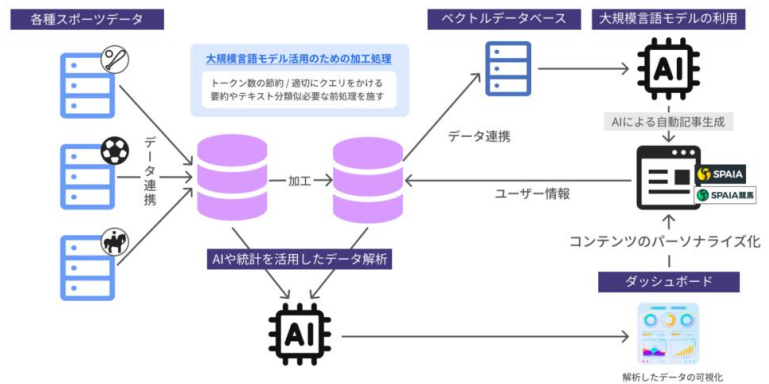 各種スポーツデータ
ベクトルデータベース
大規模言語モデルの利用
大規模言語モデル活用のための加工処理
トークン数の節約 / 適切にクエリをかける
要約やテキスト分類似必要な前処理を施す
AI
AIによる自動記事生成
データ連携
データ連携
加工
ユーザー情報
SPAIA
SPAIA競馬
コンテンツのパーソナライズ化
AIや統計を活用したデータ解析
ダッシュボード
AI
解析したデータの可視化